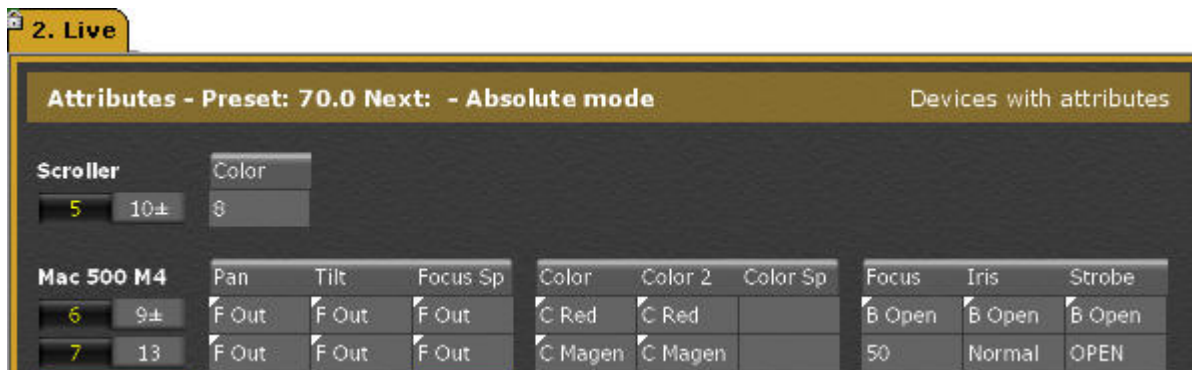 2. Live
Attributes - Preset: 70.0 Next:  - Absolute mode Devices with attributes
Scroller Color
5 10± 8
Mac 500 M4 Pan Tilt Focus Sp Color Color 2 Color Sp Focus Iris Strobe
6 9± F Out F Out F Out C Red C Red B Open B Open B Open
7 13 F Out F Out F Out C Magen C Magen 50 Normal OPEN